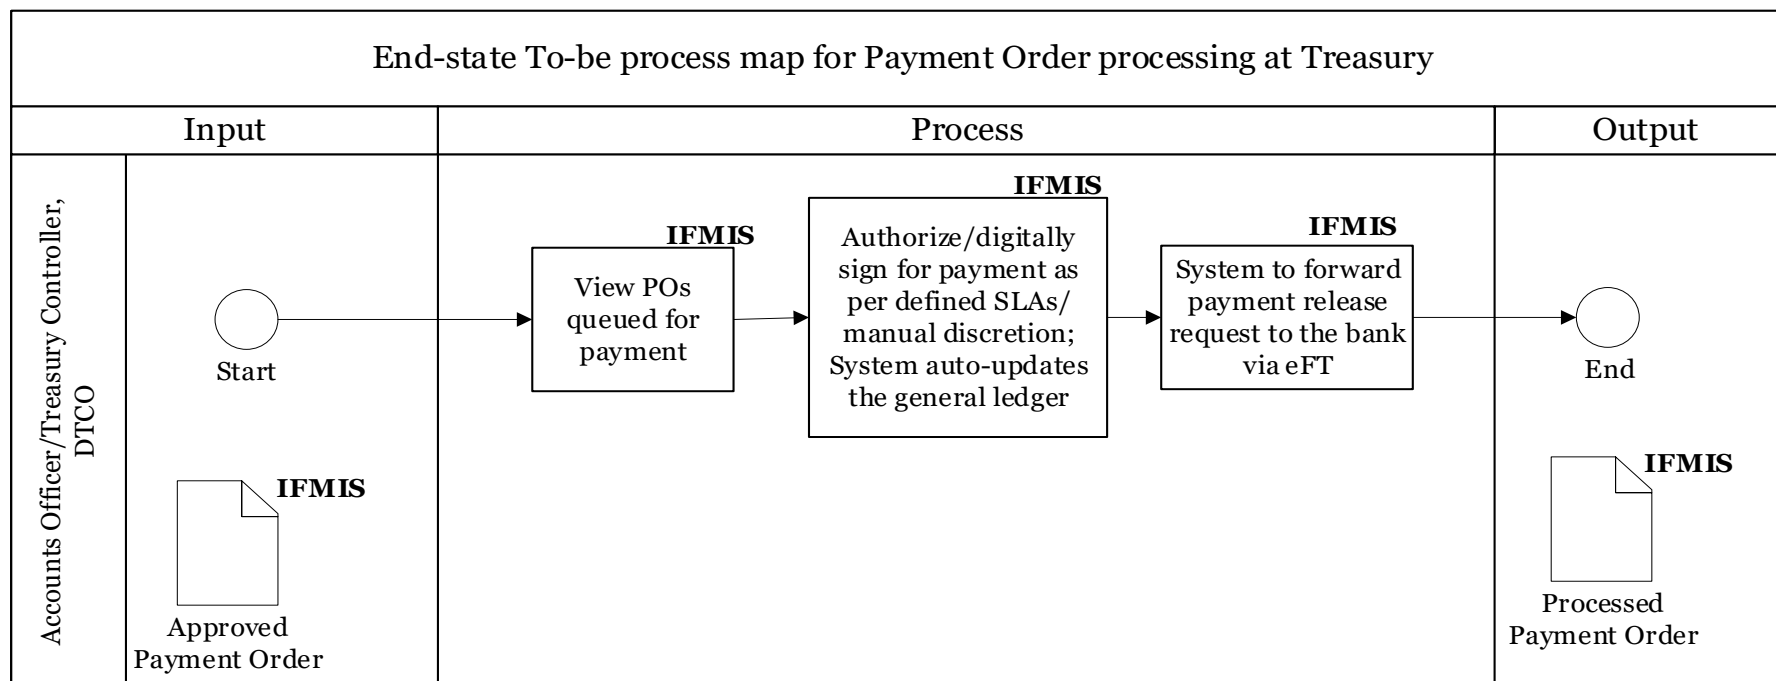 End-state To-be process map for Payment Order processing at Treasury
Input
Process
Output
Accounts Officer/Treasury Controller,
DTCO
Start
IFMIS
Approved
Payment Order
IFMIS
View POs
queued for
payment
IFMIS
Authorize/digitally
sign for payment as
per defined SLAs/
manual discretion;
System auto-updates
the general ledger
IFMIS
System to forward
payment release
request to the bank
via eFT
End
IFMIS
Processed
Payment Order